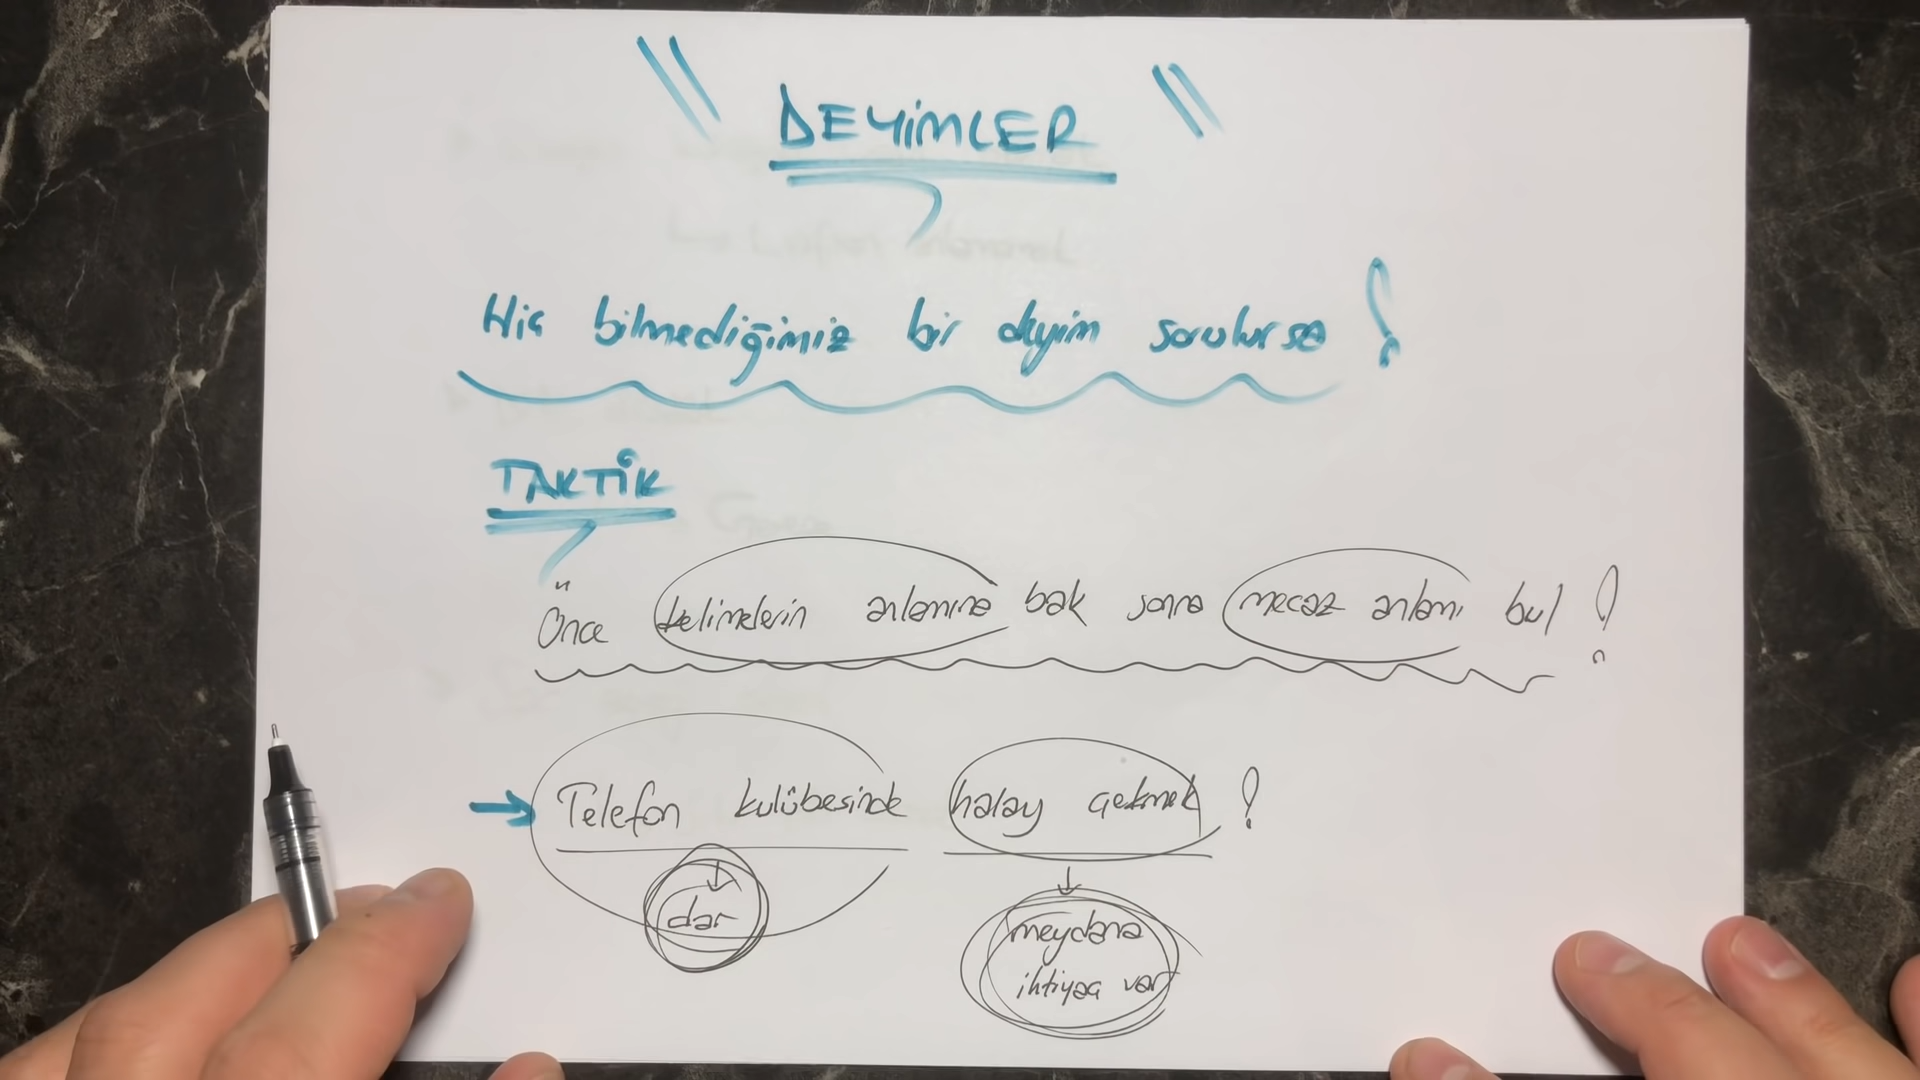 " DEYİMLER "
Hiç bilmediğimiz bir deyim sorulursa !
TAKTİK
Önce kelimelerin anlamına bak sonra mecaz anlamı bul !
→ Telefon kulübesinde halay çekmek !
dar
meydana
ihtiyaç var